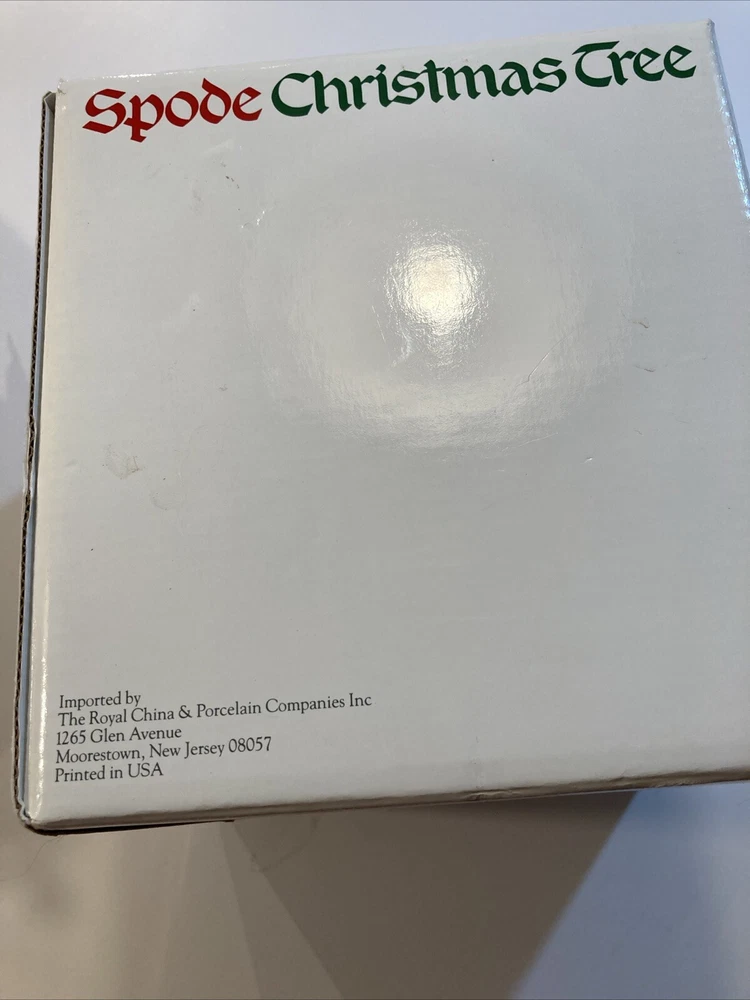 Spode Christmas Tree
Imported by
The Royal China & Porcelain Companies Inc
1265 Glen Avenue
Moorestown, New Jersey 08057
Printed in USA